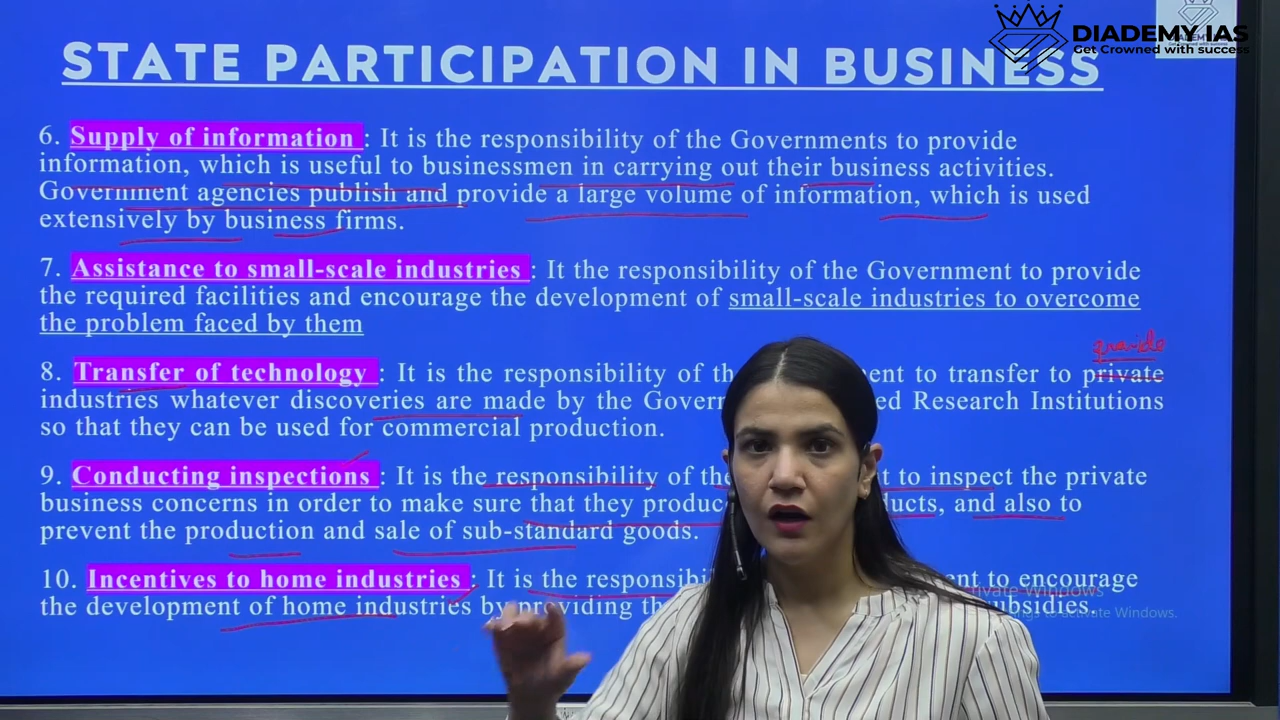 DIADEMY IAS
Get Crowned with success
STATE PARTICIPATION IN BUSINESS
6. Supply of information : It is the responsibility of the Governments to provide
information, which is useful to businessmen in carrying out their business activities.
Government agencies publish and provide a large volume of information, which is used
extensively by business firms.
7. Assistance to small-scale industries : It the responsibility of the Government to provide
the required facilities and encourage the development of small-scale industries to overcome
the problem faced by them
8. Transfer of technology : It is the responsibility of ent to transfer to private
industries whatever discoveries are made by the ed Research Institutions
so that they can be used for commercial production.
9. Conducting inspections : It is the responsibility of the t to inspect the private
business concerns in order to make sure that they ducts, and also to
prevent the production and sale of sub-standard goods.
10. Incentives to home industries : It is the ent to encourage
the development of home industries by providing subsidies.